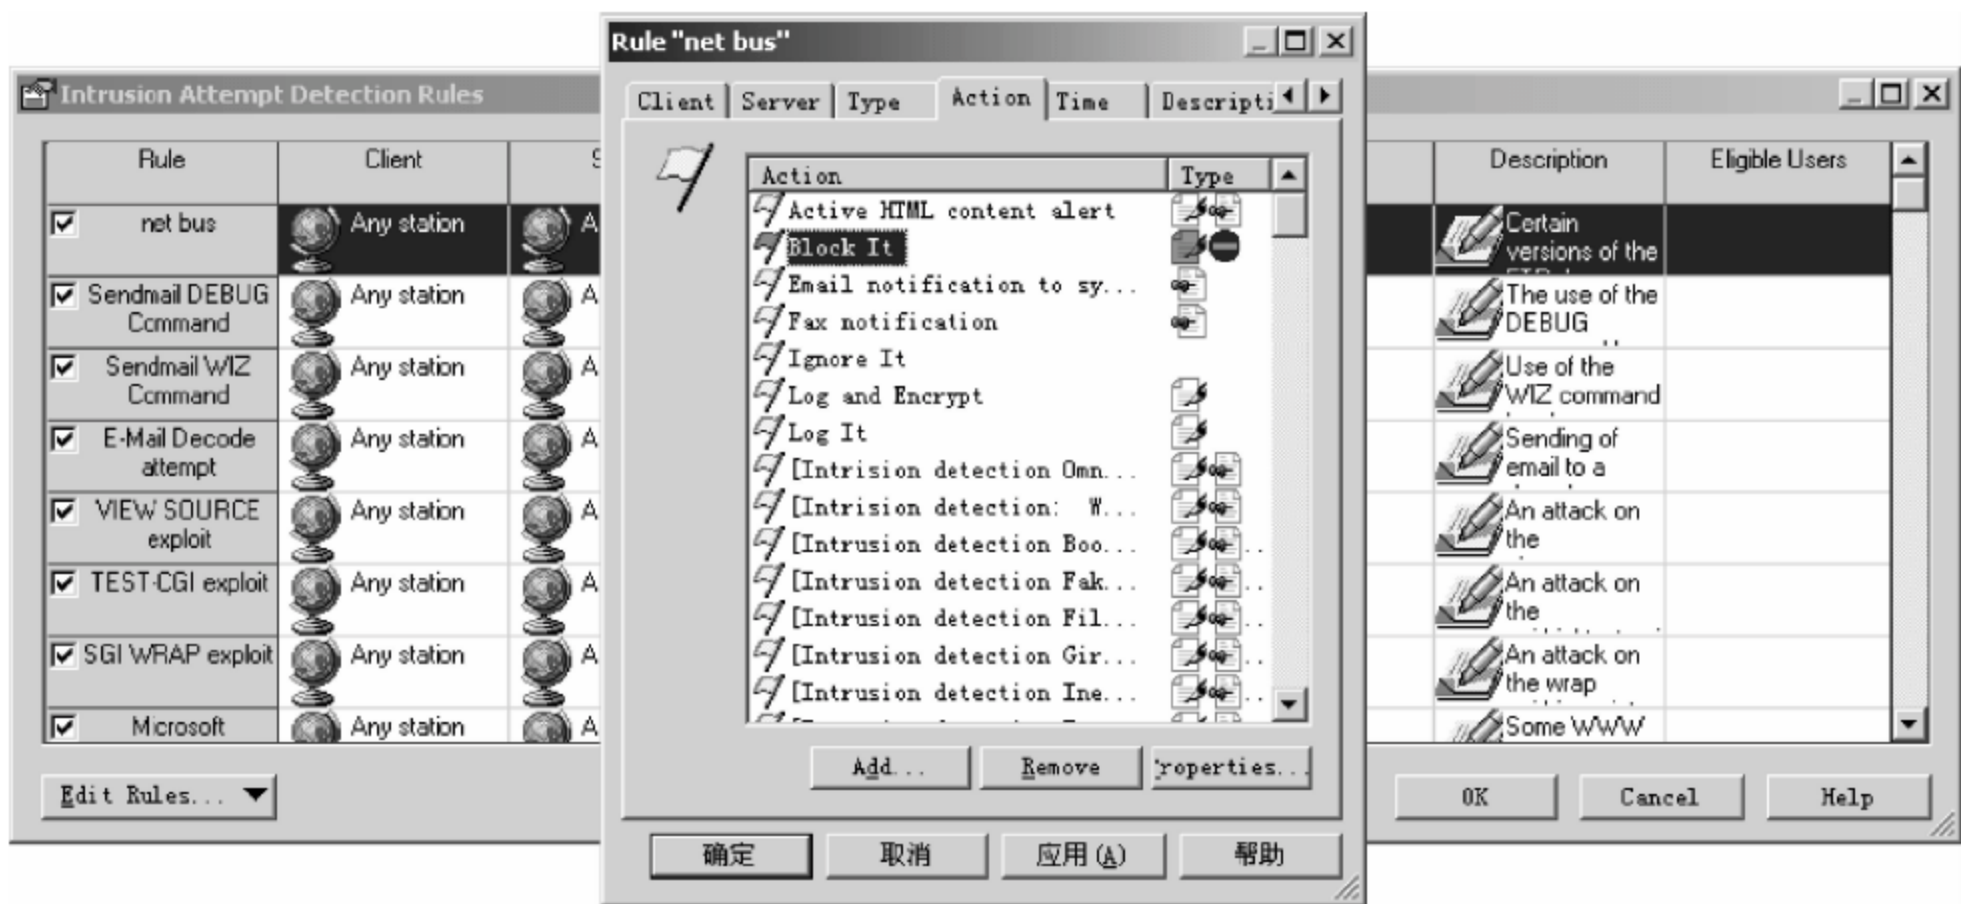 Rule "net bus"
Client
Server
Type
Action
Time
Descripti
Action
Type
Active HTML content alert
Block It
Email notification to sy...
Fax notification
Ignore It
Log and Encrypt
Log It
[Intrision detection Omn...
[Intrision detection: W...
[Intrusion detection Boo...
[Intrusion detection Fak...
[Intrusion detection Fil...
[Intrusion detection Gir...
[Intrusion detection Ine...
Add...
Remove
roperties...
确定
取消
应用(A)
帮助
Intrusion Attempt Detection Rules
Rule
Client
S
Description
Eligible Users
net bus
Any station
A
Certain
versions of the
Sendmail DEBUG
Command
Any station
A
The use of the
DEBUG
Sendmail WIZ
Command
Any station
A
Use of the
WIZ command
E-Mail Decode
attempt
Any station
A
Sending of
email to a
VIEW SOURCE
exploit
Any station
A
An attack on
the
TEST-CGI exploit
Any station
A
An attack on
the
SGI WRAP exploit
Any station
A
An attack on
the wrap
Microsoft
Any station
A
Some WWW
Edit Rules...
OK
Cancel
Help